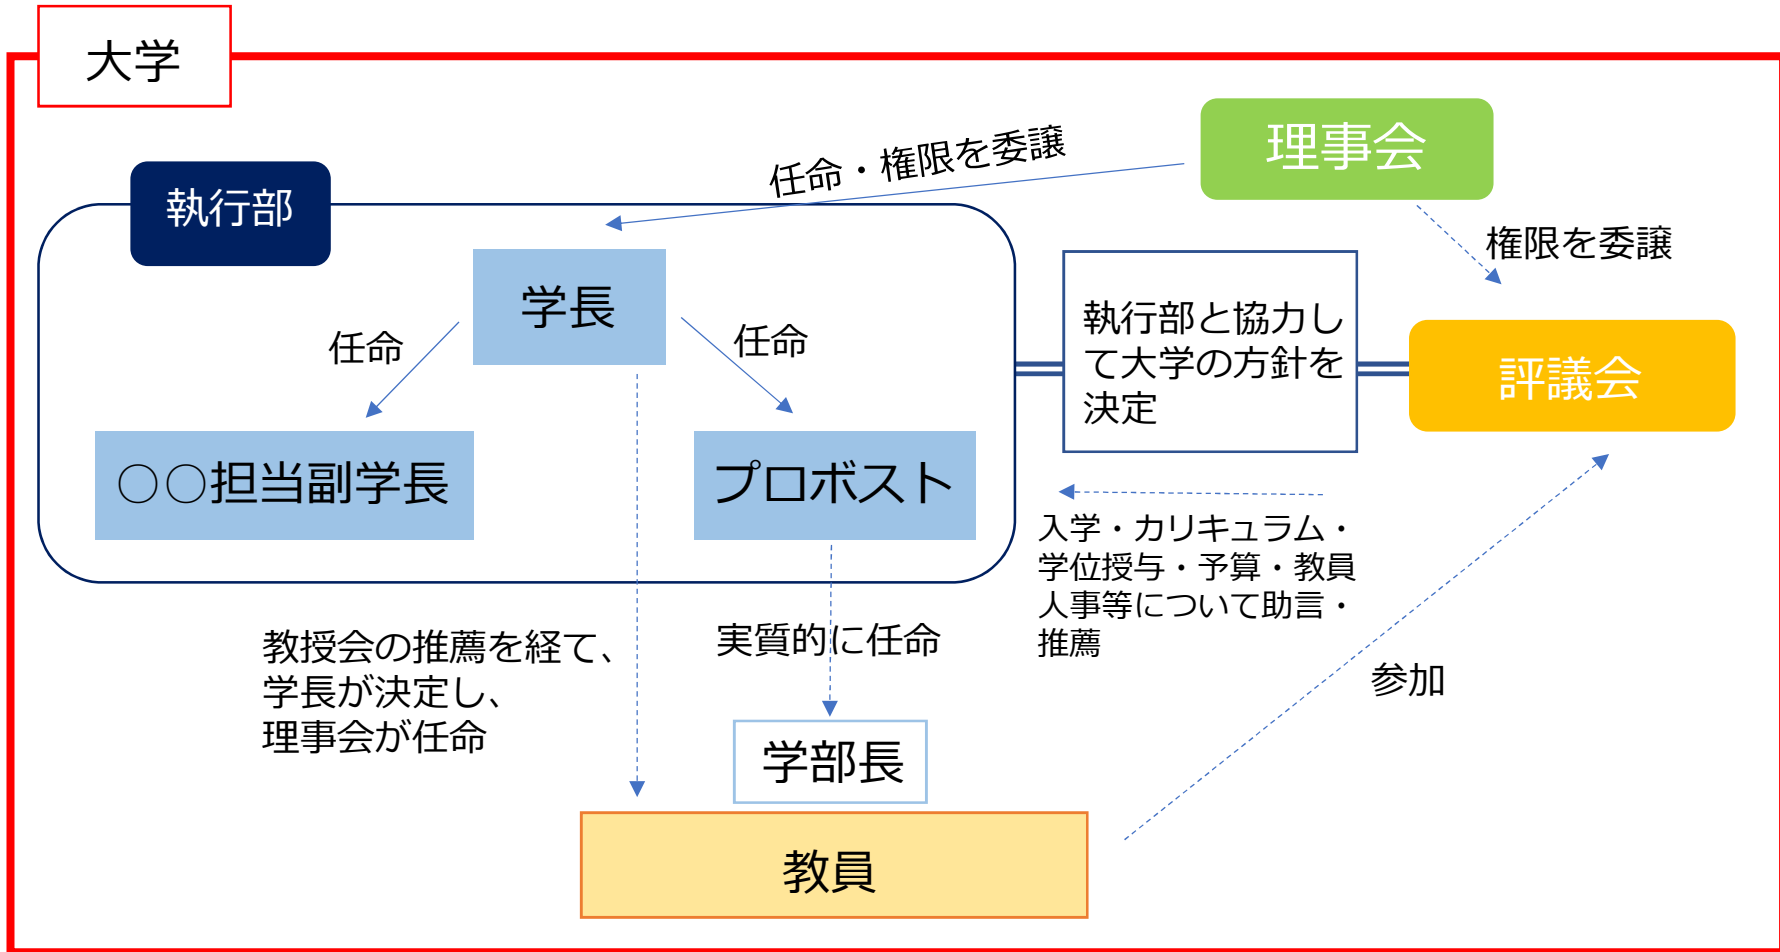 大学
理事会
任命・権限を委譲
執行部
権限を委譲
学長
執行部と協力し
て大学の方針を
決定
任命
任命
評議会
〇〇担当副学長
プロボスト
入学・カリキュラム・
学位授与・予算・教員
人事等について助言・
推薦
教授会の推薦を経て、
学長が決定し、
理事会が任命
実質的に任命
参加
学部長
教員